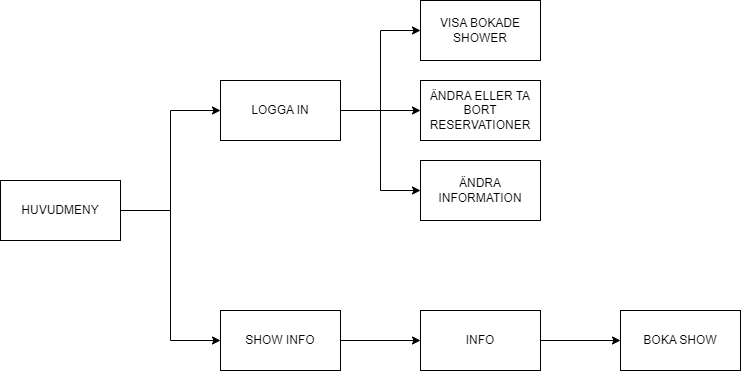 VISA BOKADE
SHOWER
LOGGA IN
ÄNDRA ELLER TA
BORT
RESERVATIONER
ÄNDRA
INFORMATION
HUVUDMENY
SHOW INFO
INFO
BOKA SHOW